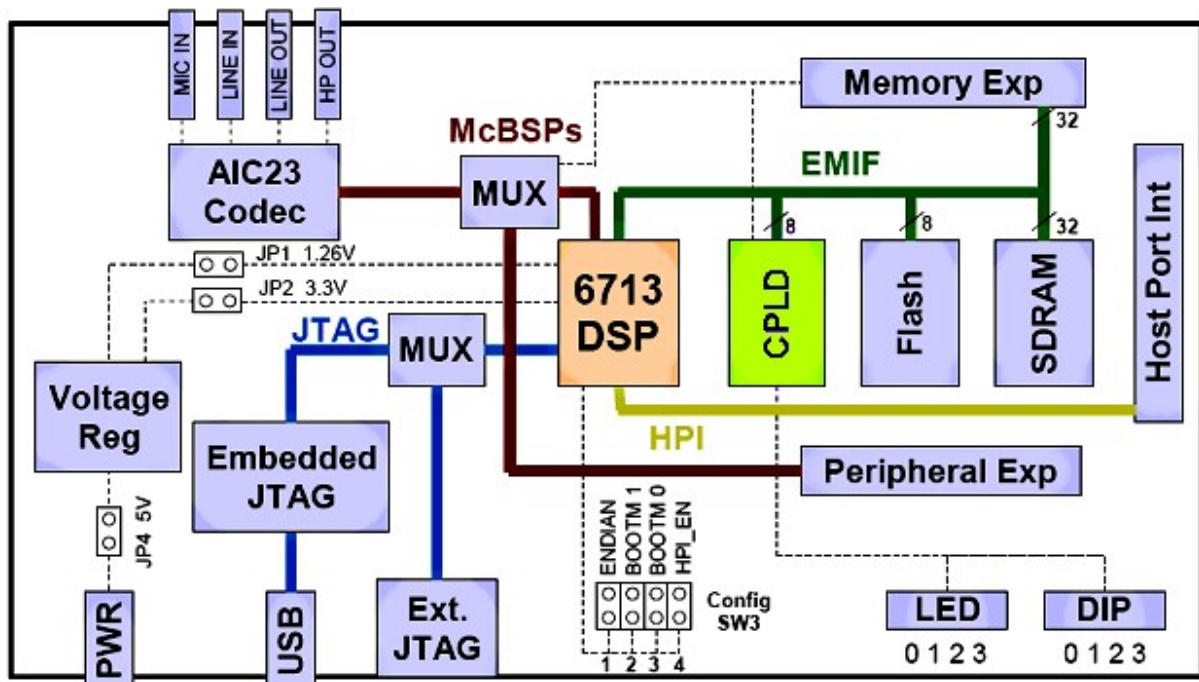 MIC IN
LINE IN
LINE OUT
HP OUT
Memory Exp
32
McBSPs
AIC23
Codec
MUX
EMIF
Host Port Int
8
8
32
JP1 1.26V
JP2 3.3V
6713
DSP
CPLD
Flash
SDRAM
JTAG
MUX
Voltage
Reg
HPI
Embedded
JTAG
Peripheral Exp
JP4 5V
ENDIAN
BOOTM 1
BOOTM 0
HPI_EN
Config
SW3
PWR
USB
Ext.
JTAG
1 2 3 4
LED
DIP
0 1 2 3
0 1 2 3